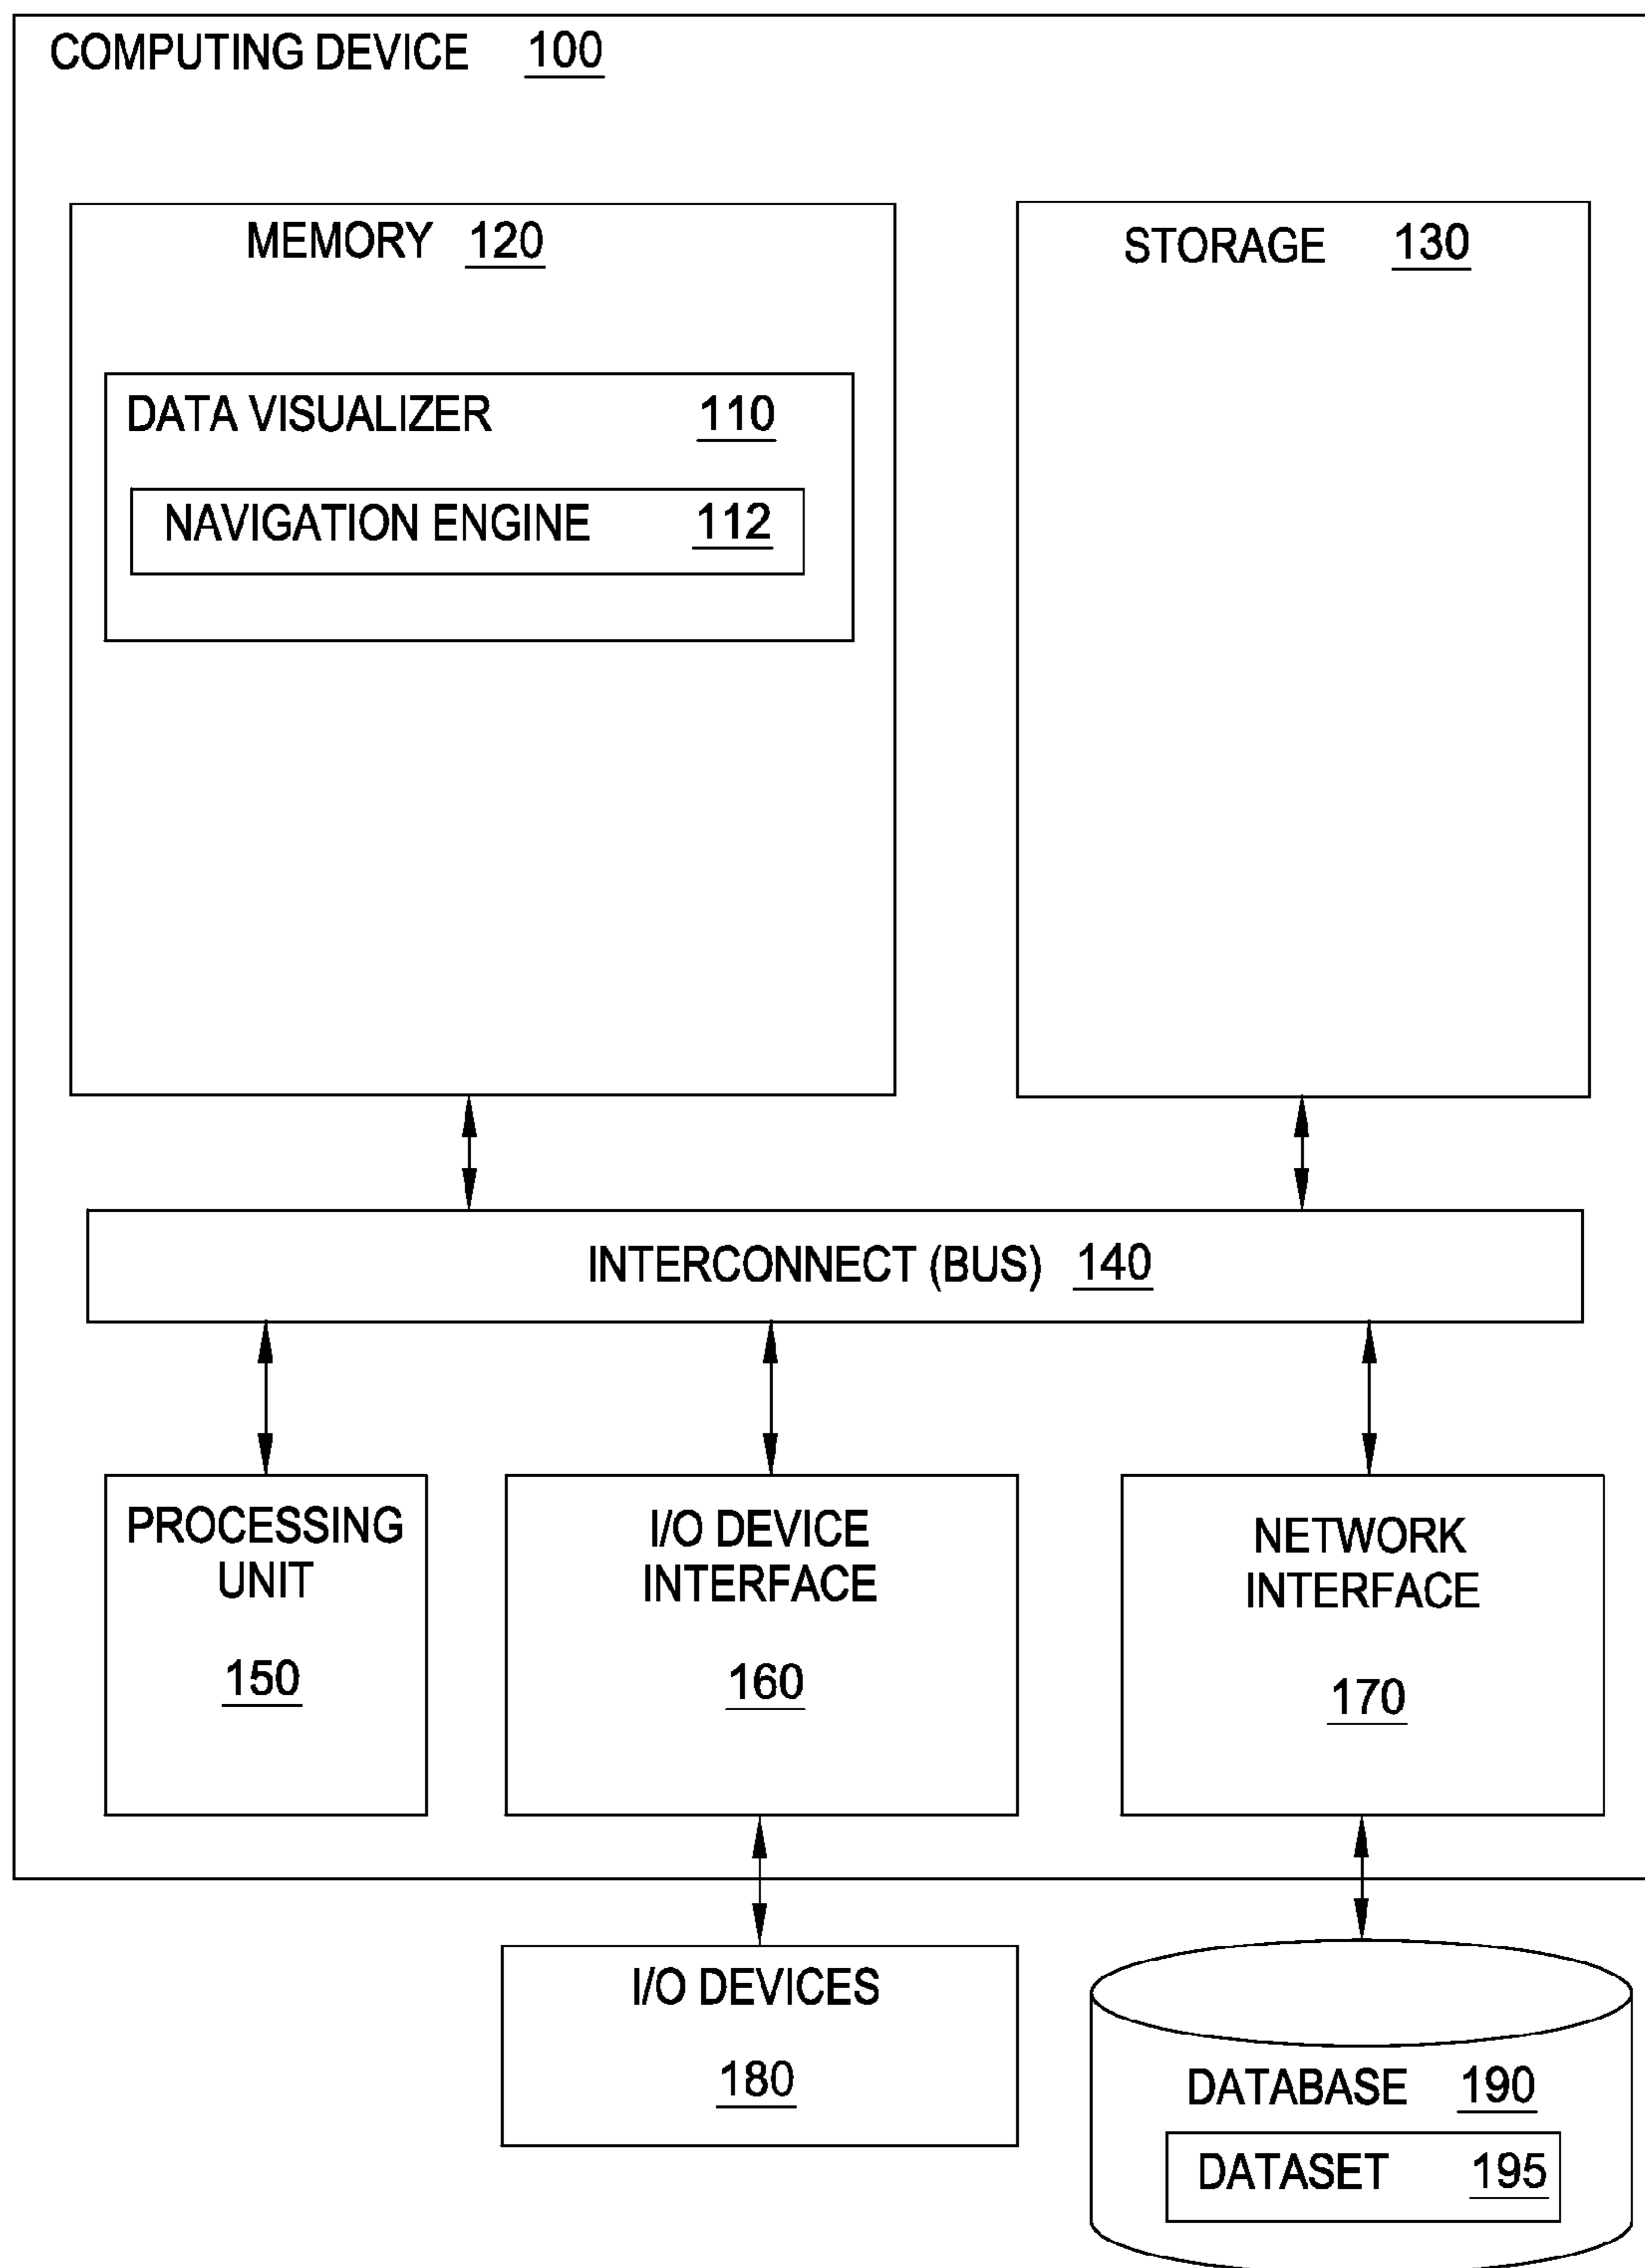 COMPUTING DEVICE 100
MEMORY 120
DATA VISUALIZER 110
NAVIGATION ENGINE 112
STORAGE 130
INTERCONNECT (BUS) 140
PROCESSING
UNIT
150
I/O DEVICE
INTERFACE
160
NETWORK
INTERFACE
170
I/O DEVICES
180
DATABASE 190
DATASET 195